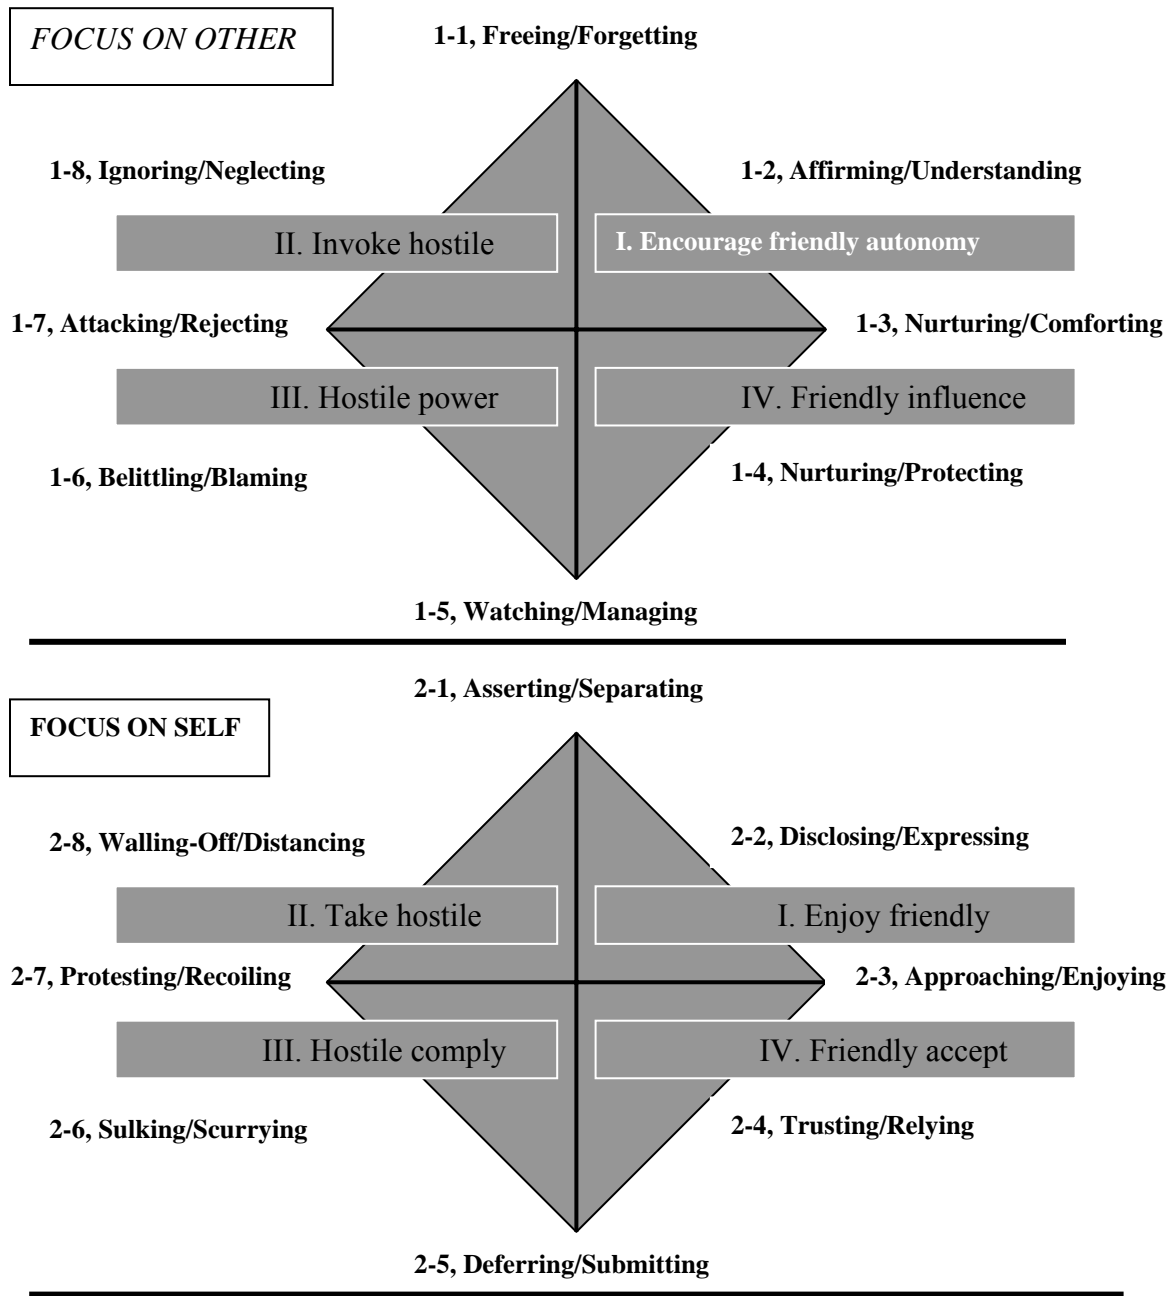 FOCUS ON OTHER
1-1, Freeing/Forgetting
1-8, Ignoring/Neglecting
1-2, Affirming/Understanding
II. Invoke hostile
I. Encourage friendly autonomy
1-7, Attacking/Rejecting
1-3, Nurturing/Comforting
III. Hostile power
IV. Friendly influence
1-6, Belittling/Blaming
1-4, Nurturing/Protecting
1-5, Watching/Managing
2-1, Asserting/Separating
FOCUS ON SELF
2-8, Walling-Off/Distancing
2-2, Disclosing/Expressing
II. Take hostile
I. Enjoy friendly
2-7, Protesting/Recoiling
2-3, Approaching/Enjoying
III. Hostile comply
IV. Friendly accept
2-6, Sulking/Scurrying
2-4, Trusting/Relying
2-5, Deferring/Submitting